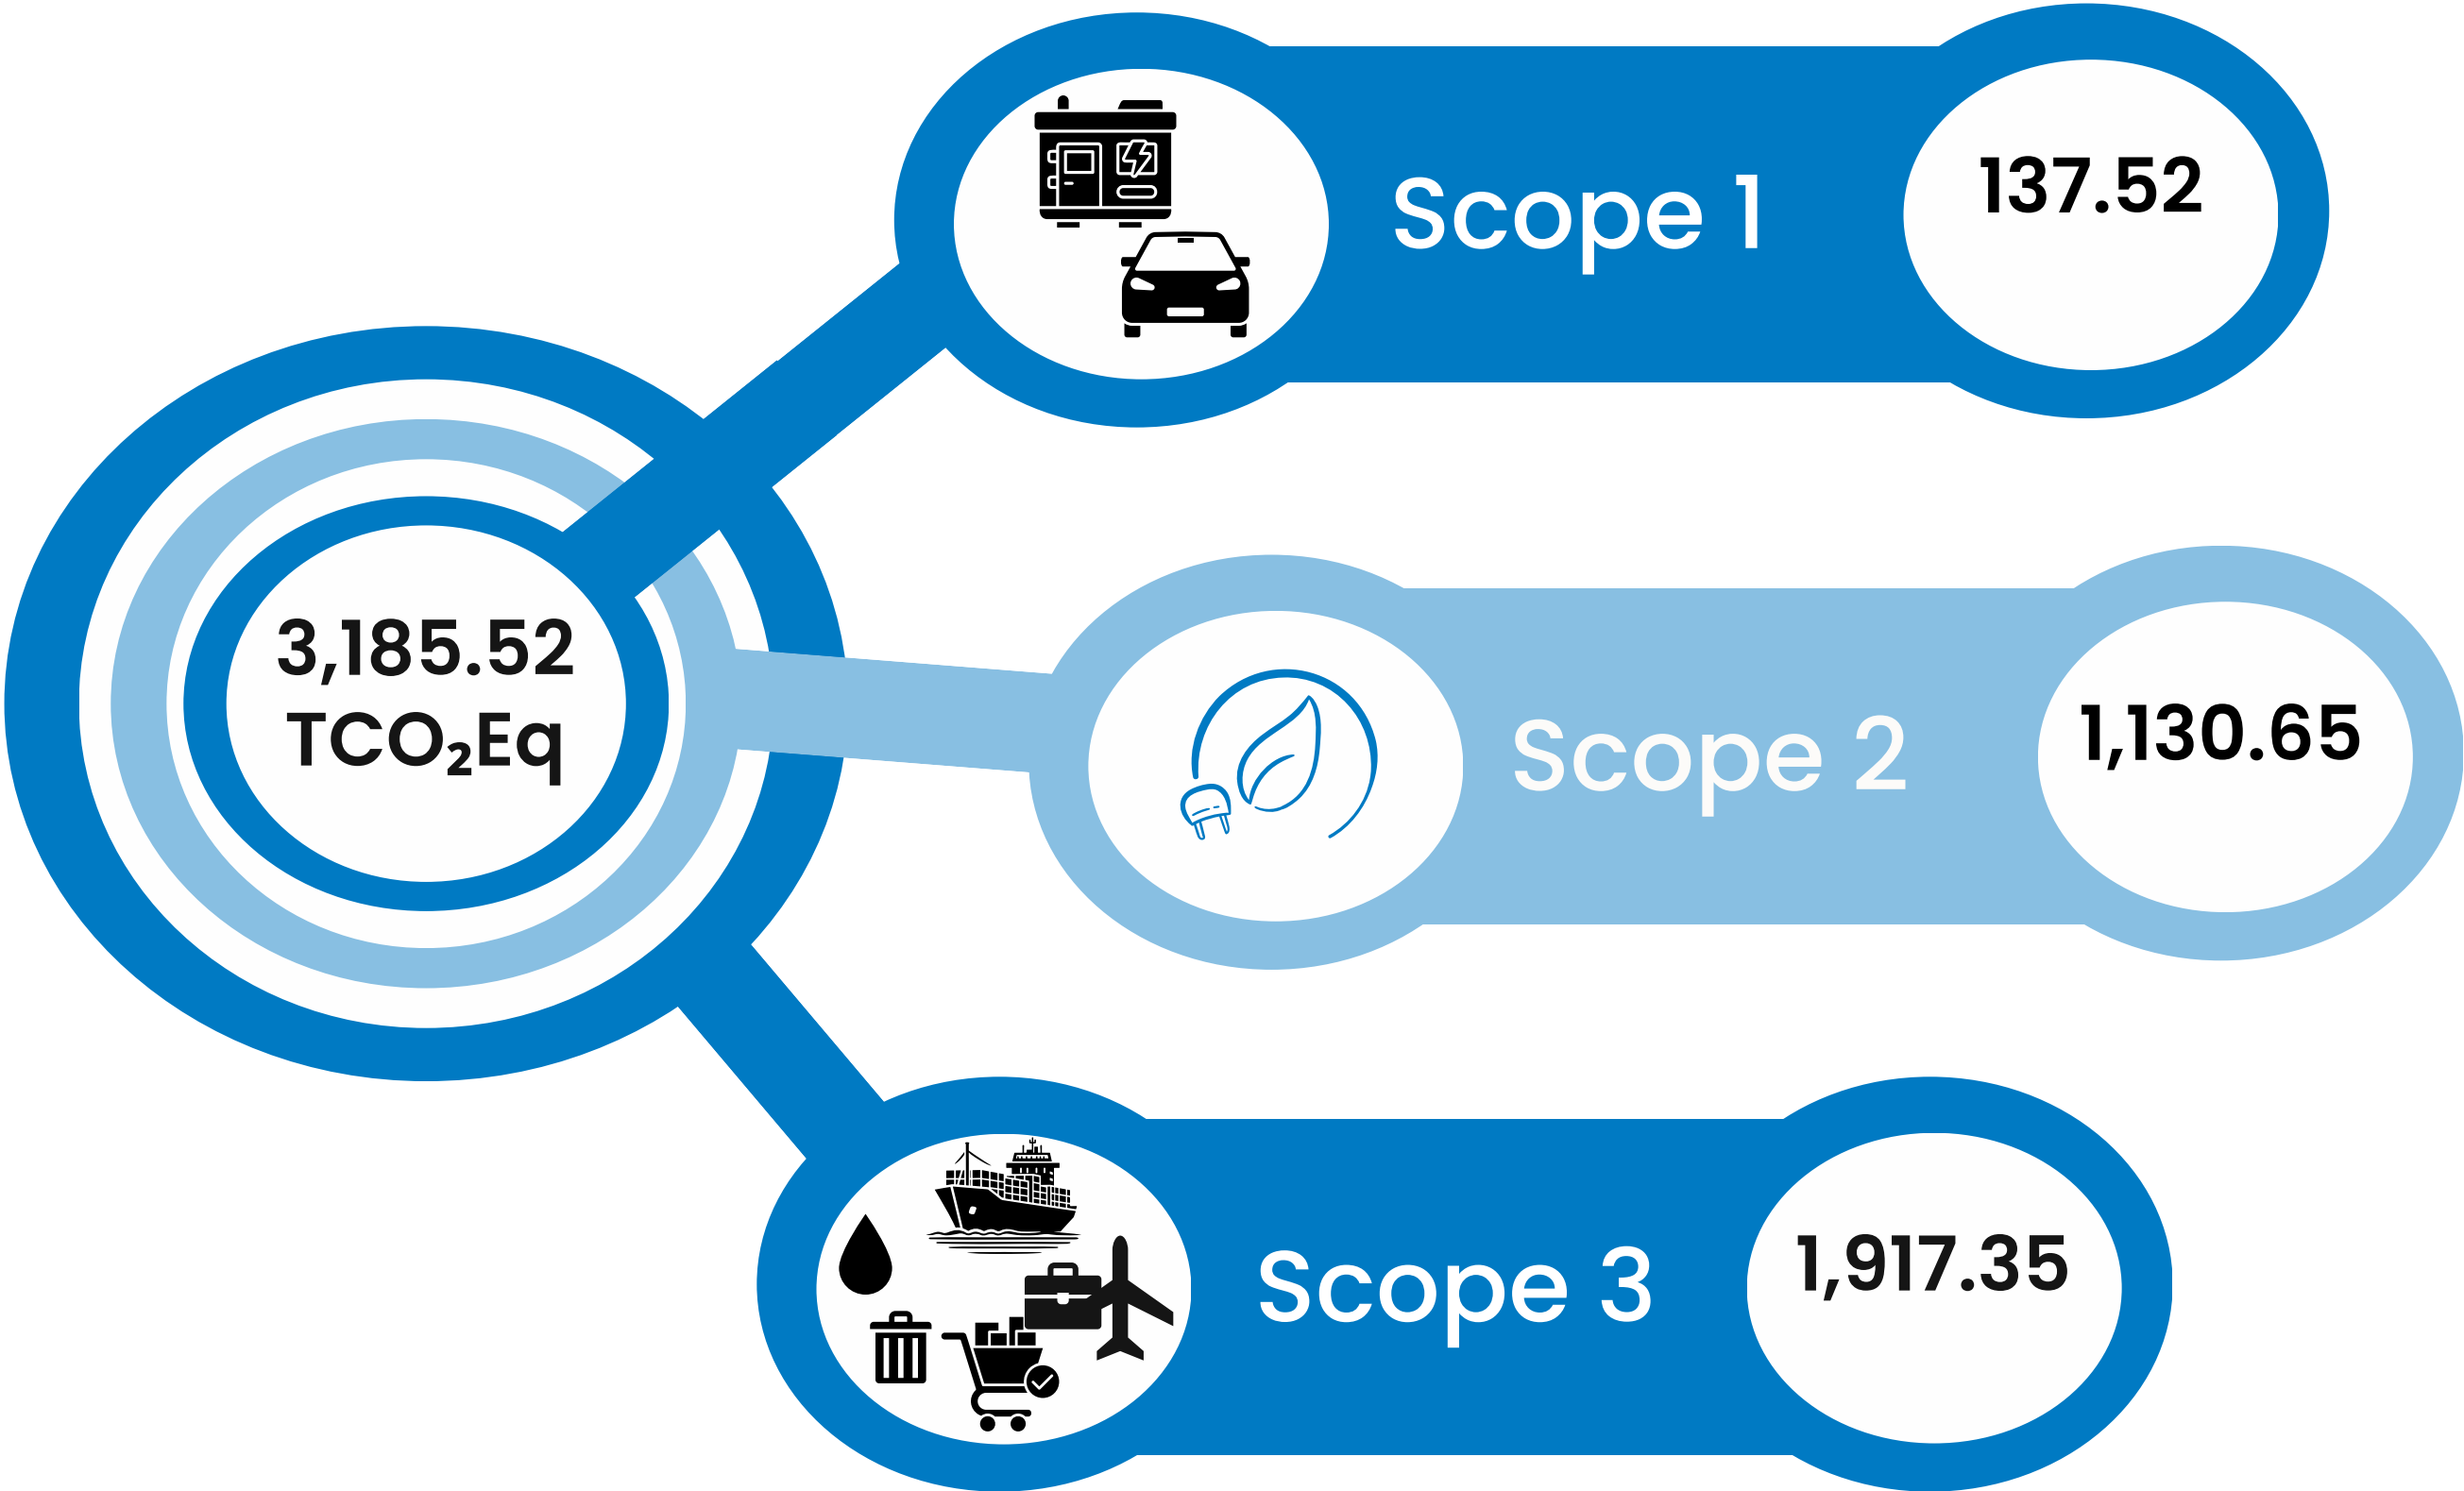 Scope 1
137.52
3,185.52
TCO₂Eq
Scope 2
1,130.65
Scope 3
1,917.35